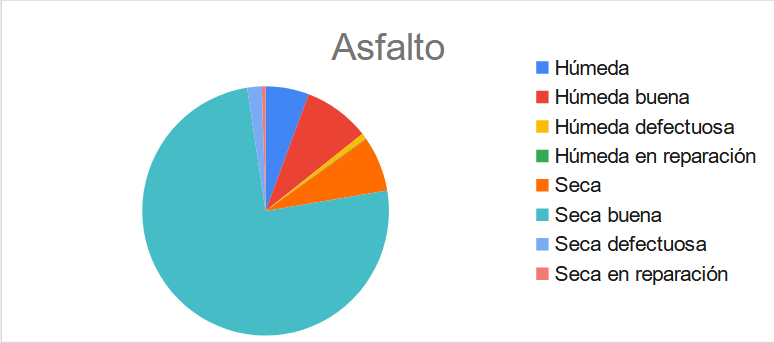 Asfalto
Húmeda
Húmeda buena
Húmeda defectuosa
Húmeda en reparación
Seca
Seca buena
Seca defectuosa
Seca en reparación